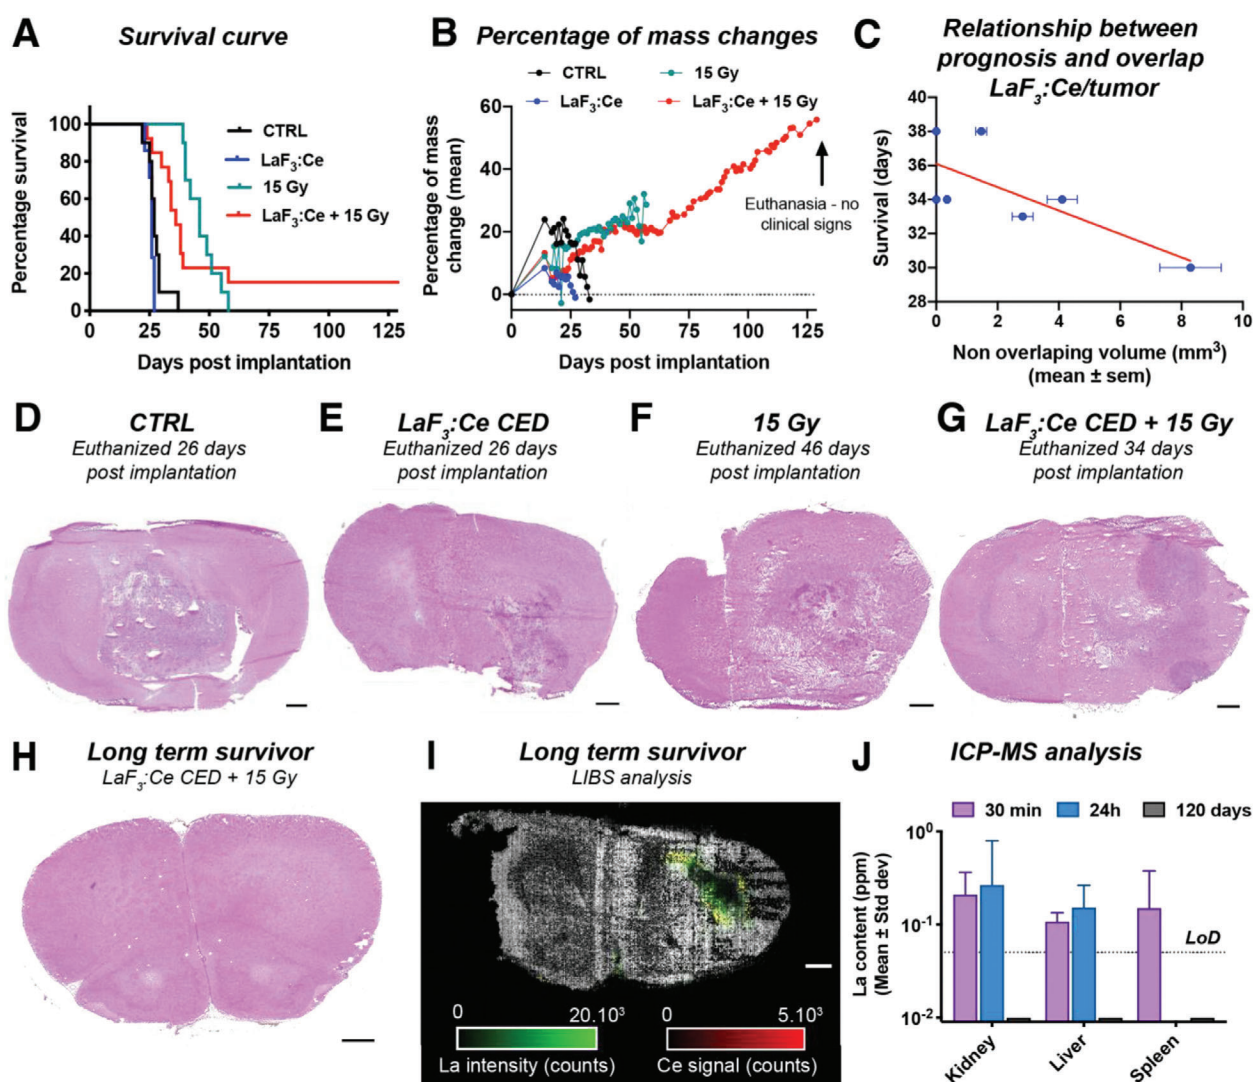 A
Survival curve
Percentage survival
100
80
60
40
20
0
0
25
50
75
100
125
Days post implantation
CTRL
LaF3:Ce
15 Gy
LaF3:Ce + 15 Gy
B
Percentage of mass changes
CTRL
15 Gy
LaF3:Ce
LaF3:Ce + 15 Gy
Percentage of mass
change (mean)
60
40
20
0
0
25
50
75
100
125
Days post implantation
Euthanasia - no
clinical signs
C
Relationship between
prognosis and overlap
LaF3:Ce/tumor
Survival (days)
40
38
36
34
32
30
28
0
2
4
6
8
10
Non overlaping volume (mm³)
(mean ± sem)
D
CTRL
Euthanized 26 days
post implantation
E
LaF3:Ce CED
Euthanized 26 days
post implantation
F
15 Gy
Euthanized 46 days
post implantation
G
LaF3:Ce CED + 15 Gy
Euthanized 34 days
post implantation
H
Long term survivor
LaF3:Ce CED + 15 Gy
I
Long term survivor
LIBS analysis
0
20.10³
La intensity (counts)
0
5.10³
Ce signal (counts)
J
ICP-MS analysis
30 min
24h
120 days
La content (ppm)
(Mean ± Std dev)
10⁰
10⁻¹
10⁻²
LoD
Kidney
Liver
Spleen